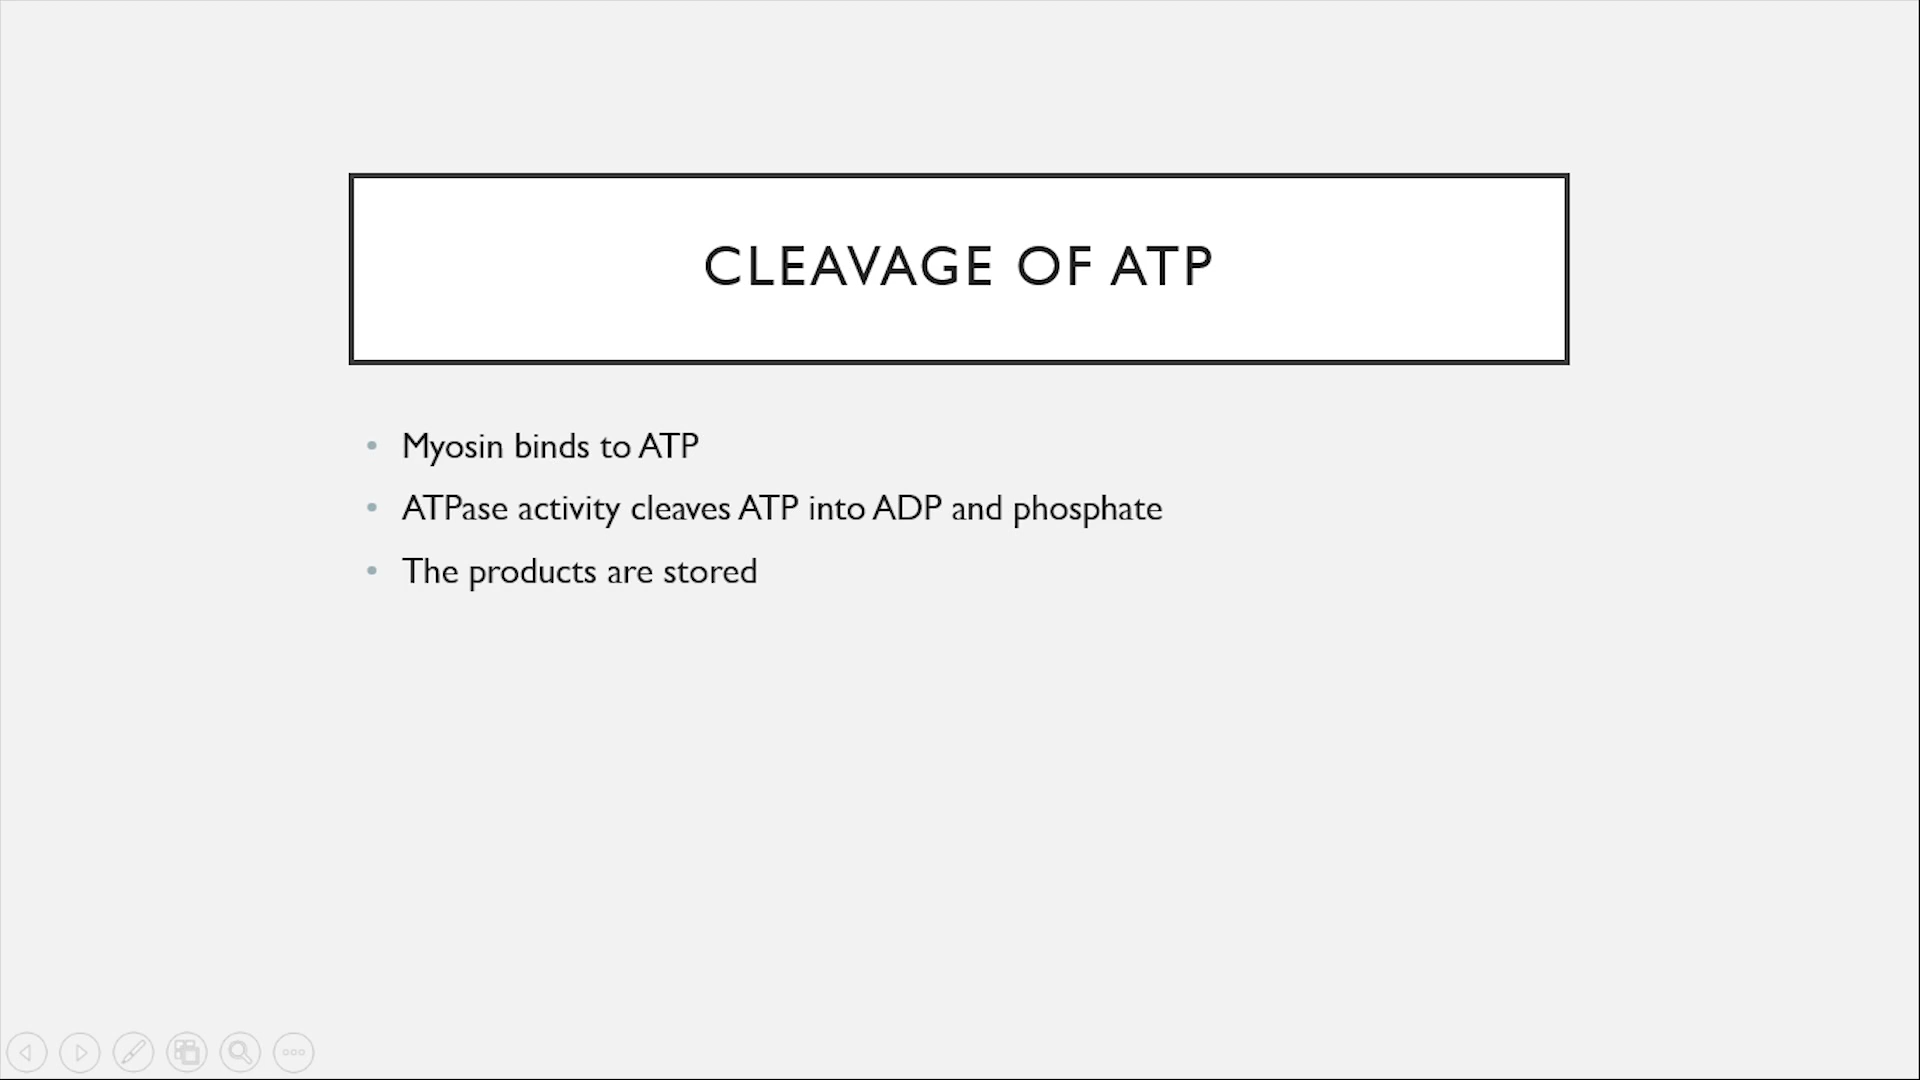 CLEAVAGE OF ATP
• Myosin binds to ATP
• ATPase activity cleaves ATP into ADP and phosphate
• The products are stored